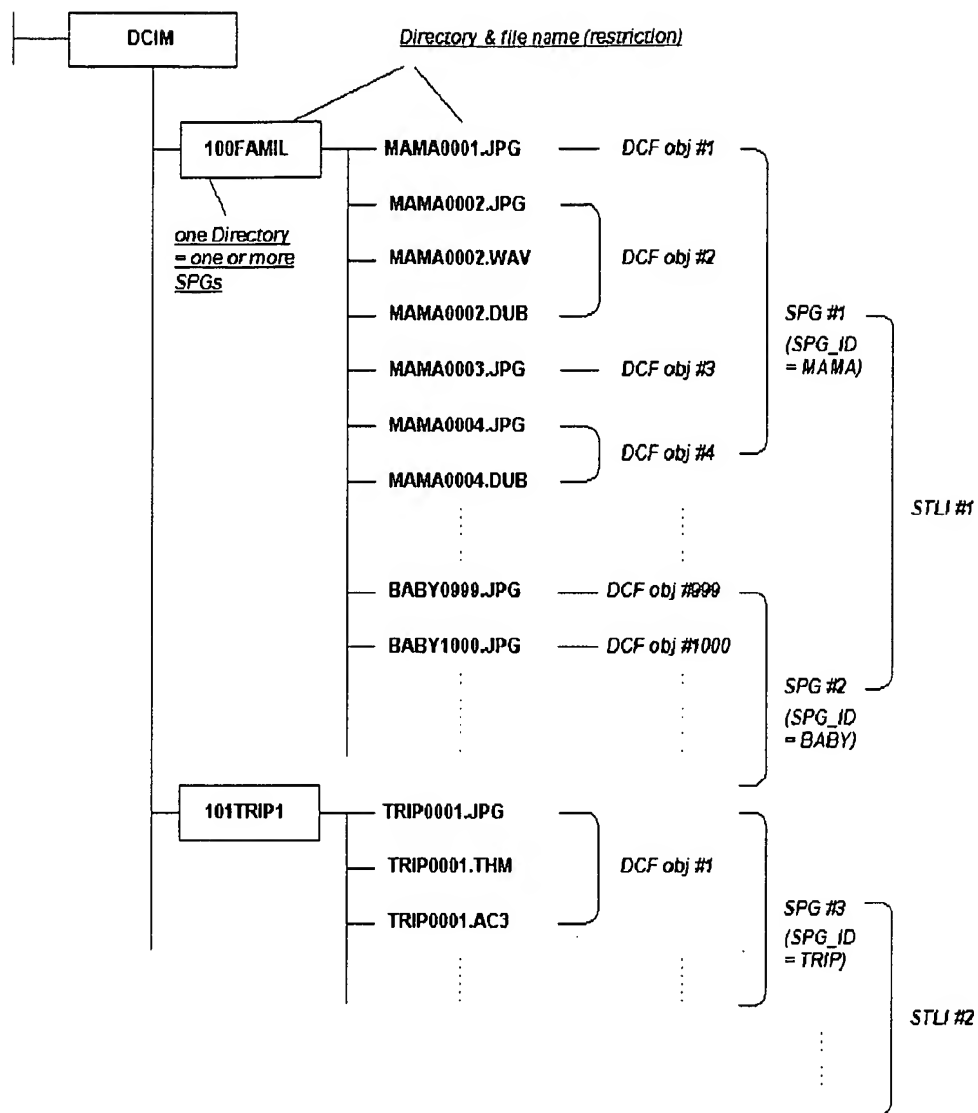 DCIM
Directory & file name (restriction)
100FAMIL
MAMA0001.JPG
DCF obj #1
MAMA0002.JPG
one Directory
= one or more
SPGs
MAMA0002.WAV
DCF obj #2
MAMA0002.DUB
SPG #1
(SPG_ID
= MAMA)
MAMA0003.JPG
DCF obj #3
MAMA0004.JPG
DCF obj #4
MAMA0004.DUB
STLI #1
BABY0999.JPG
DCF obj #999
BABY1000.JPG
DCF obj #1000
SPG #2
(SPG_ID
= BABY)
101TRIP1
TRIP0001.JPG
TRIP0001.THM
DCF obj #1
TRIP0001.AC3
SPG #3
(SPG_ID
= TRIP)
STLI #2